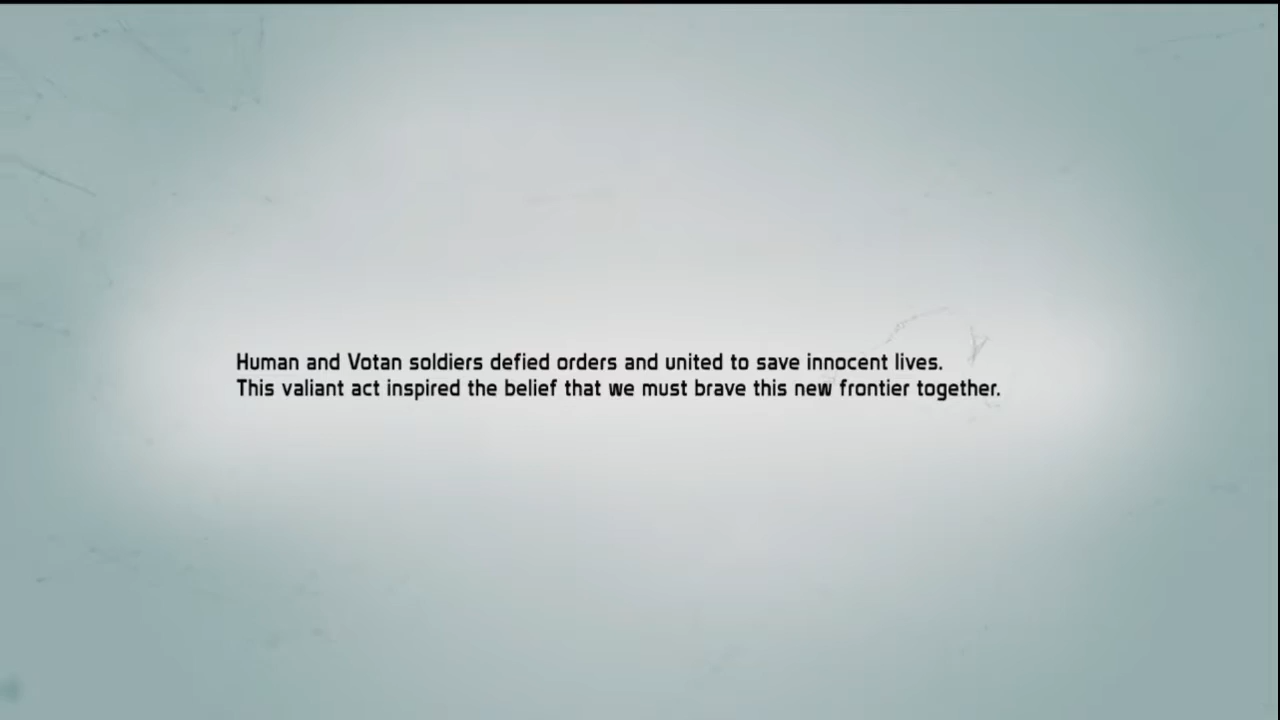 Human and Votan soldiers defied orders and united to save innocent lives.
This valiant act inspired the belief that we must brave this new frontier together.